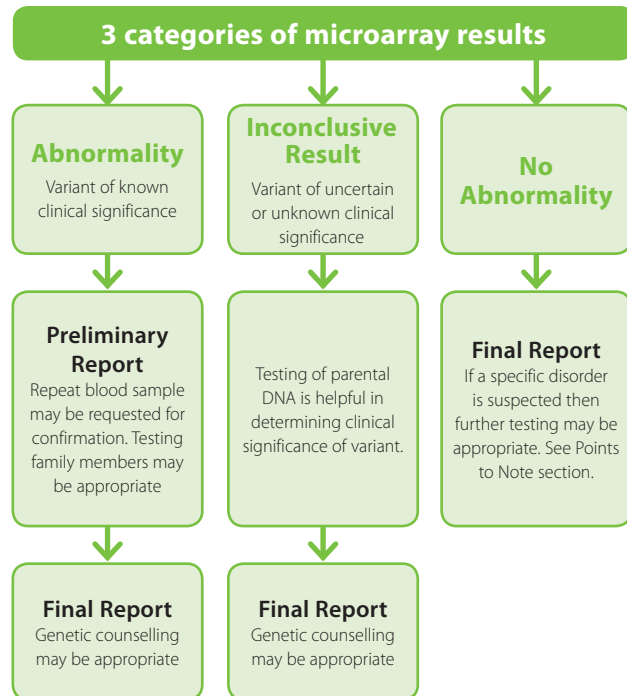 3 categories of microarray results
Abnormality
Variant of known
clinical significance
Inconclusive
Result
Variant of uncertain
or unknown clinical
significance
No
Abnormality
Preliminary
Report
Repeat blood sample
may be requested for
confirmation. Testing
family members may
be appropriate
Testing of parental
DNA is helpful in
determining clinical
significance of variant.
Final Report
If a specific disorder
is suspected then
further testing may be
appropriate. See Points
to Note section.
Final Report
Genetic counselling
may be appropriate
Final Report
Genetic counselling
may be appropriate